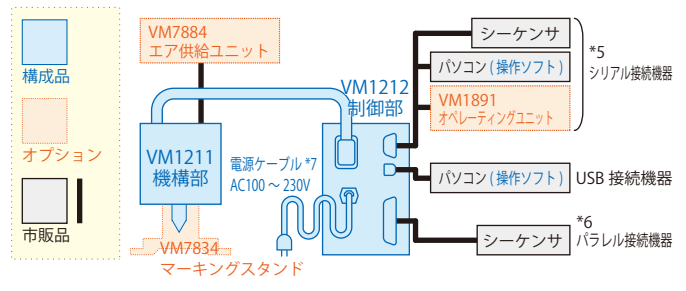 構成品
オプション
市販品
VM7884
エア供給ユニット
VM1211
機構部
VM7834
マーキングスタンド
電源ケーブル*7
AC100～230V
VM1212
制御部
シーケンサ
パソコン(操作ソフト)
VM1891
オペレーティングユニット
*5
シリアル接続機器
パソコン(操作ソフト)
USB 接続機器
シーケンサ
*6
パラレル接続機器